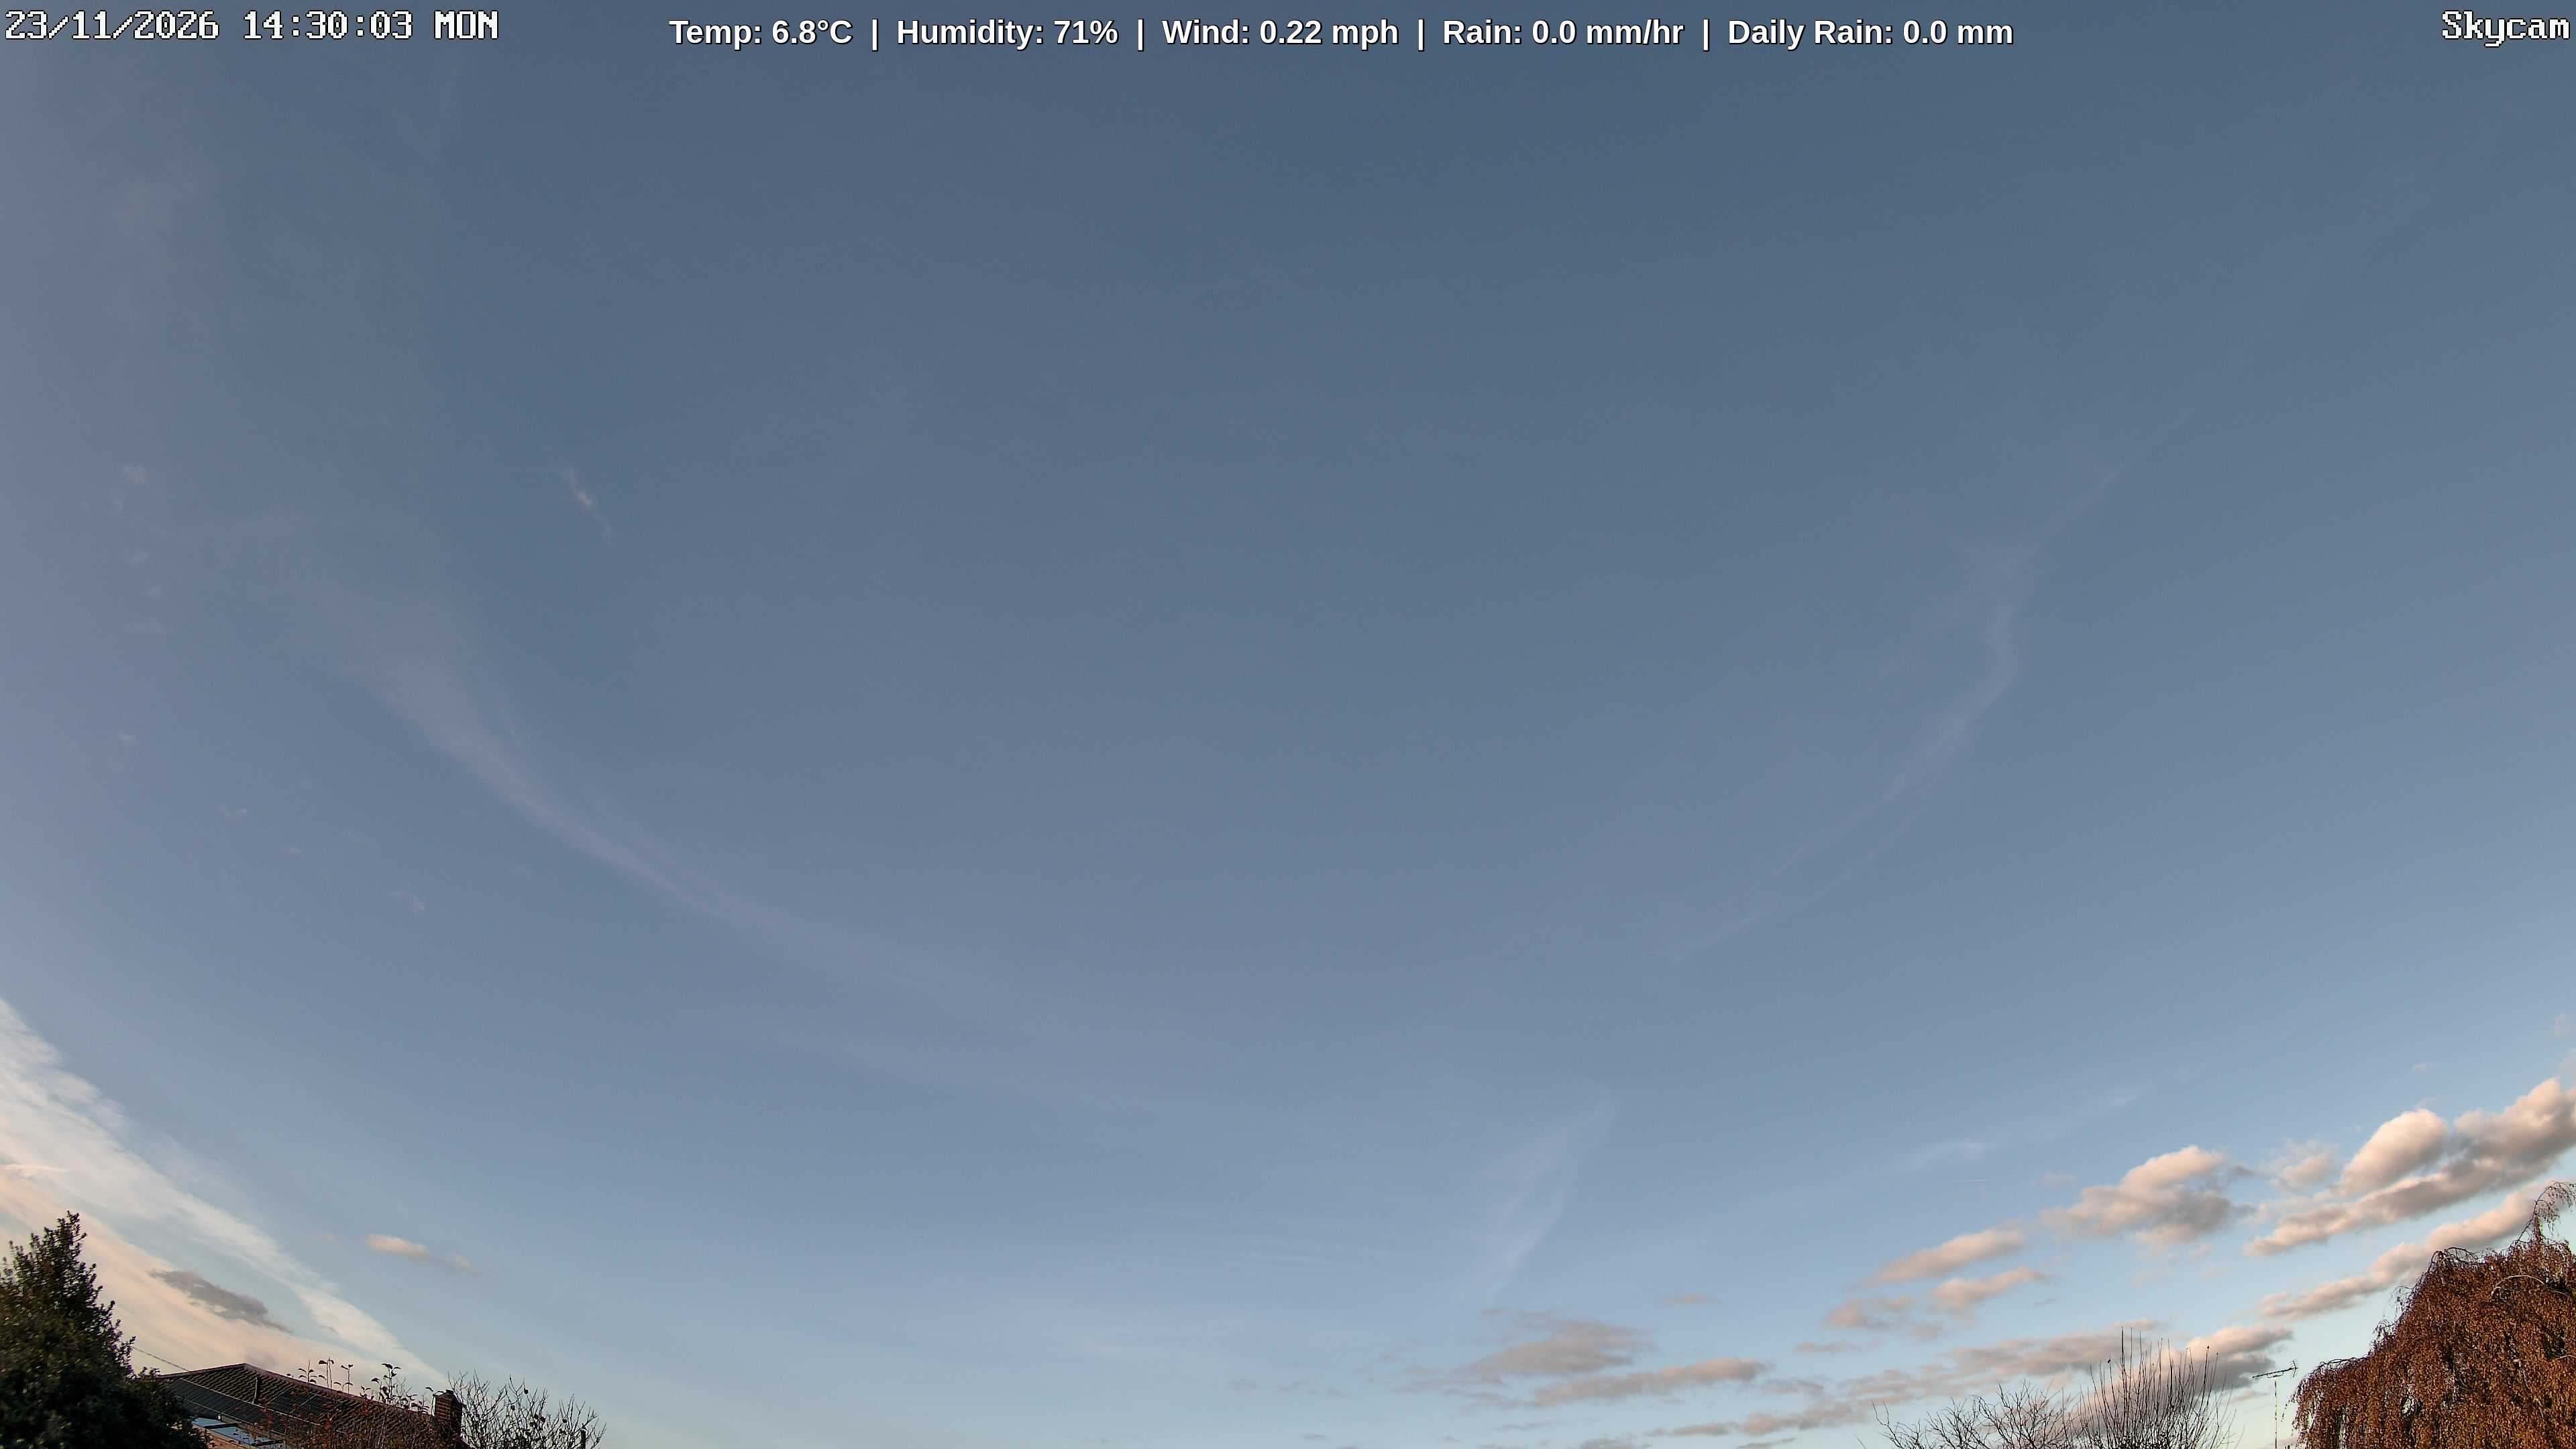 23/11/2026 14:30:03 MON
Temp: 6.8°C | Humidity: 71% | Wind: 0.22 mph | Rain: 0.0 mm/hr | Daily Rain: 0.0 mm
Skycam